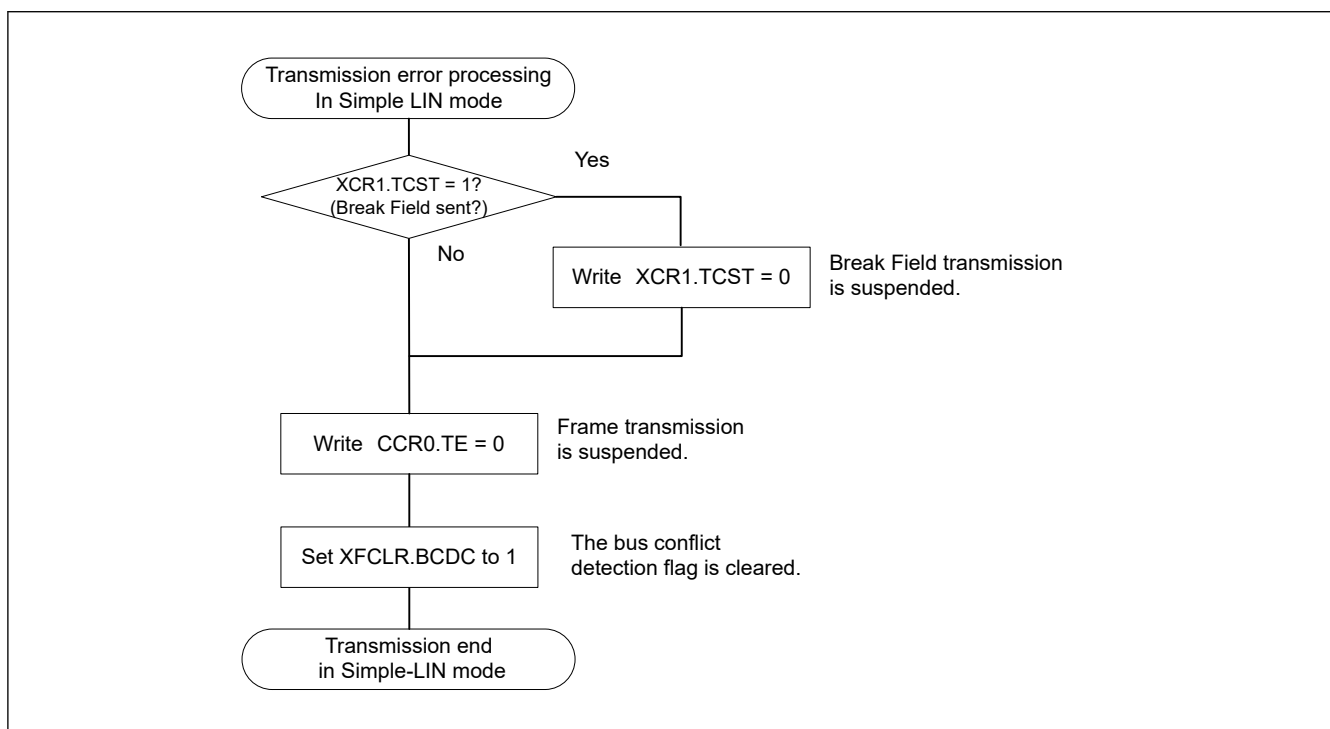 Transmission error processing
In Simple LIN mode
Yes
XCR1.TCST = 1?
(Break Field sent?)
No
Write XCR1.TCST = 0
Break Field transmission
is suspended.
Write CCR0.TE = 0
Frame transmission
is suspended.
Set XFCLR.BCDC to 1
The bus conflict
detection flag is cleared.
Transmission end
in Simple-LIN mode